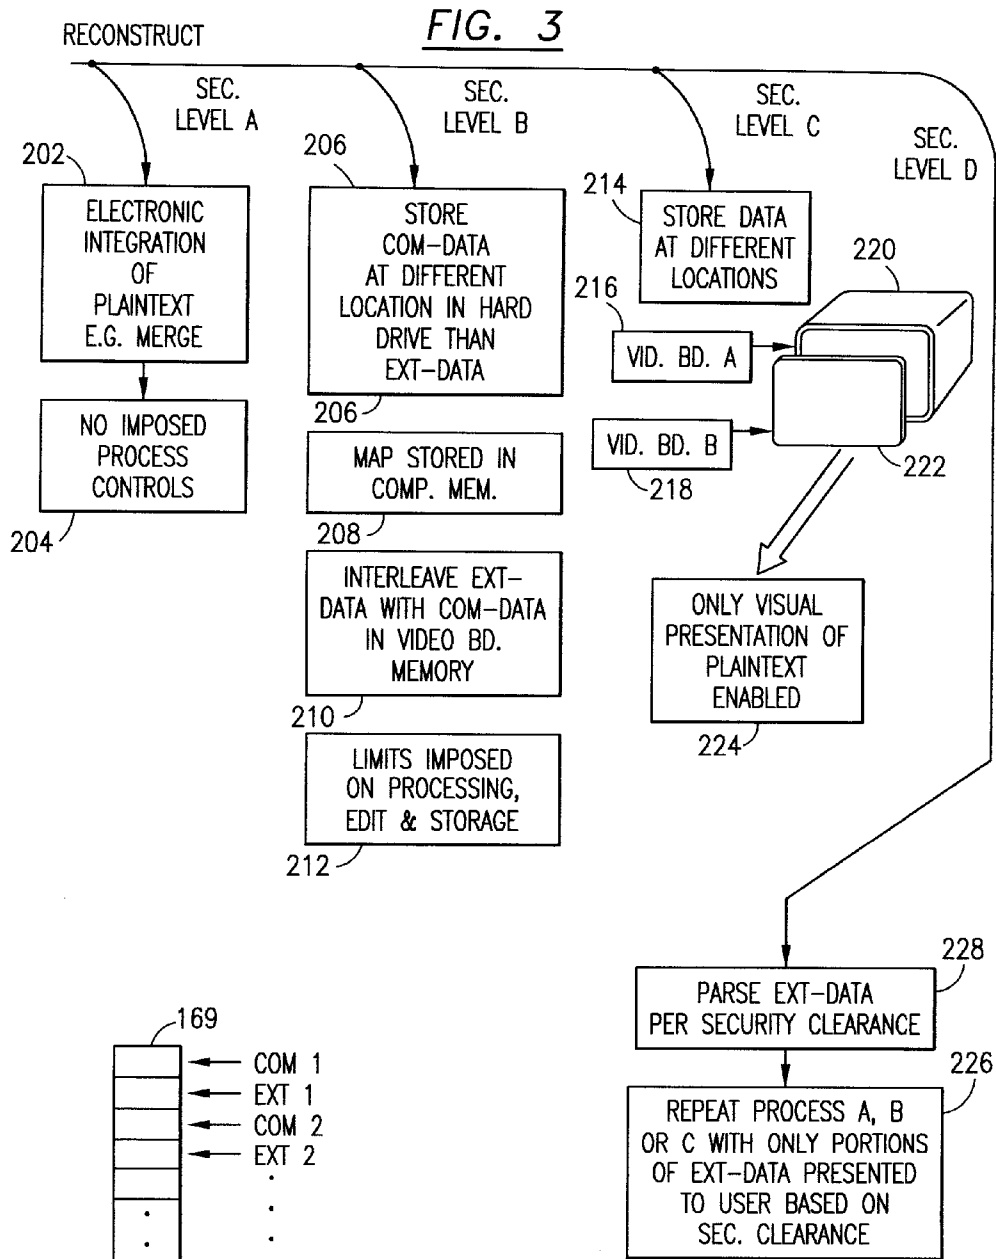 FIG. 3
RECONSTRUCT
SEC.
LEVEL A
SEC.
LEVEL B
SEC.
LEVEL C
SEC.
LEVEL D
202
ELECTRONIC
INTEGRATION
OF
PLAINTEXT
E.G. MERGE
NO IMPOSED
PROCESS
CONTROLS
204
206
STORE
COM-DATA
AT DIFFERENT
LOCATION IN HARD
DRIVE THAN
EXT-DATA
206
MAP STORED IN
COMP. MEM.
208
INTERLEAVE EXT-
DATA WITH COM-DATA
IN VIDEO BD.
MEMORY
210
LIMITS IMPOSED
ON PROCESSING,
EDIT & STORAGE
212
214
STORE DATA
AT DIFFERENT
LOCATIONS
220
216
VID. BD. A
VID. BD. B
218
222
ONLY VISUAL
PRESENTATION OF
PLAINTEXT
ENABLED
224
228
PARSE EXT-DATA
PER SECURITY CLEARANCE
226
REPEAT PROCESS A, B
OR C WITH ONLY PORTIONS
OF EXT-DATA PRESENTED
TO USER BASED ON
SEC. CLEARANCE
169
COM 1
EXT 1
COM 2
EXT 2